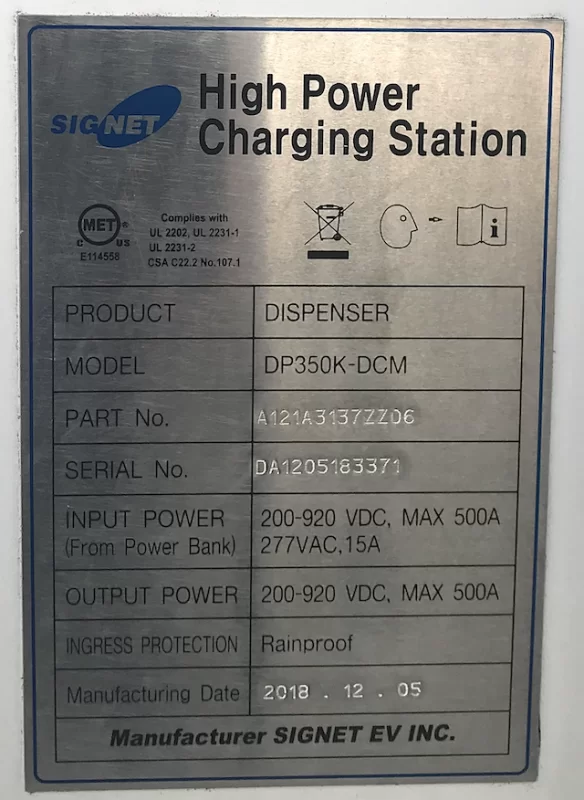 SIGNET
High Power
Charging Station
MET®
C US
E114558
Complies with
UL 2202, UL 2231-1
UL 2231-2
CSA C22.2 No.107.1
i
PRODUCT DISPENSER
MODEL DP350K-DCM
PART No. A121A3137ZZ06
SERIAL No. DA1205183371
INPUT POWER 200-920 VDC, MAX 500A
(From Power Bank) 277VAC,15A
OUTPUT POWER 200-920 VDC, MAX 500A
INGRESS PROTECTION Rainproof
Manufacturing Date 2018 . 12 . 05
Manufacturer SIGNET EV INC.